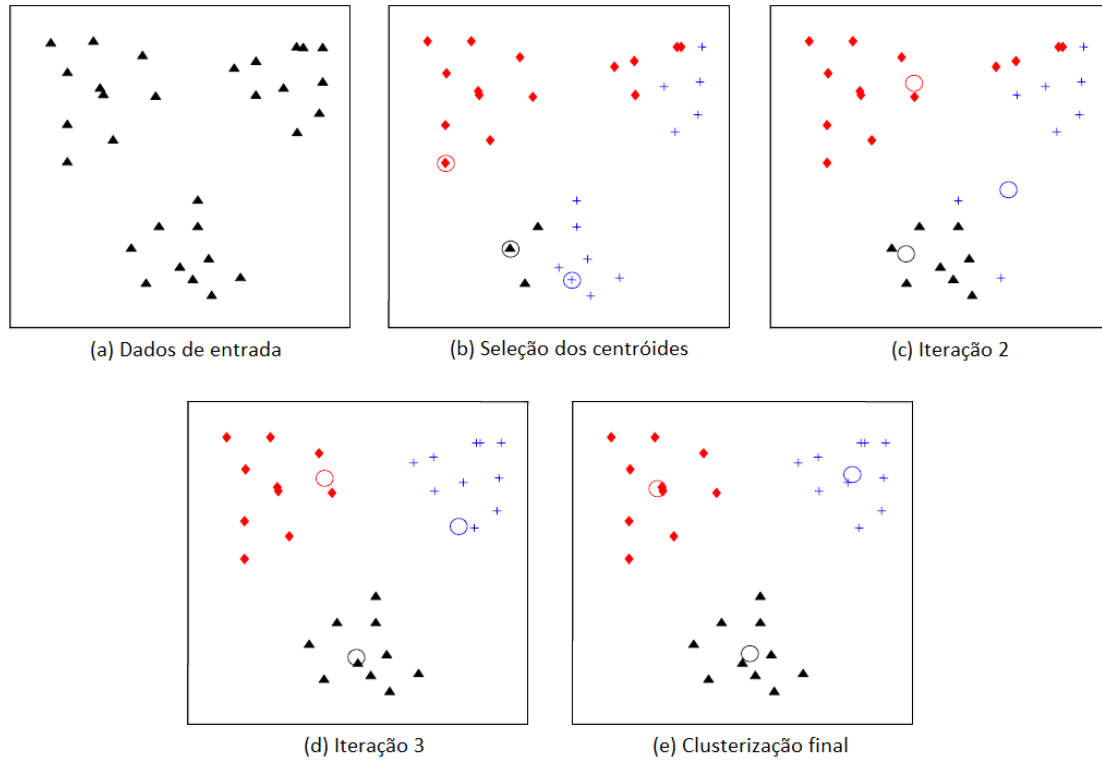 (a) Dados de entrada
(b) Seleção dos centróides
(c) Iteração 2
(d) Iteração 3
(e) Clusterização final